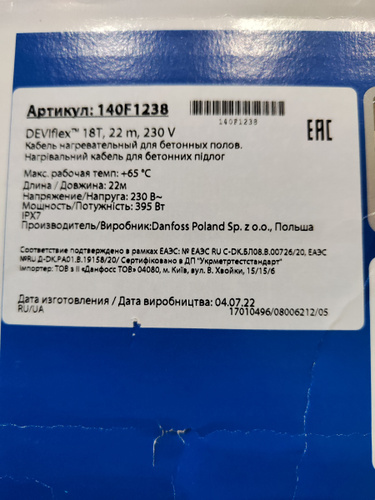 Артикул: 140F1238
140F1238
EAC
DEVIflex™ 18T, 22 m, 230 V
Кабель нагревательный для бетонных полов.
Нагрівальний кабель для бетонних підлог
Макс. рабочая темп: +65 °C
Длина / Довжина: 22м
Напряжение/Напруга: 230 В~
Мощность/Потужність: 395 Вт
IPX7
Производитель/Виробник:Danfoss Poland Sp. z o.o., Польща
Соответствие подтверждено в рамках ЕАЭС: № ЕАЭС RU С-DK.БЛ08.В.00726/20, ЕАЭС
№RU Д-DK.РА01.В.19158/20/ Сертифіковано в ДП "Укрметртестстандарт"
Імпортер: ТОВ з ІІ «Данфосс ТОВ» 04080, м. Київ, вул. В. Хвойки, 15/15/6
Дата изготовления / Дата виробництва: 04.07.22
RU/UA
17010496/08006212/05